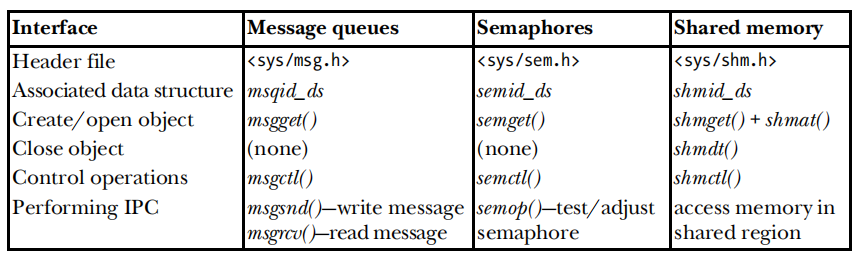 Interface Message queues Semaphores Shared memory
Header file <sys/msg.h> <sys/sem.h> <sys/shm.h>
Associated data structure msqid_ds semid_ds shmid_ds
Create/open object msgget() semget() shmget() + shmat()
Close object (none) (none) shmdt()
Control operations msgctl() semctl() shmctl()
Performing IPC msgsnd()—write message semop()—test/adjust access memory in
msgrcv()—read message semaphore shared region